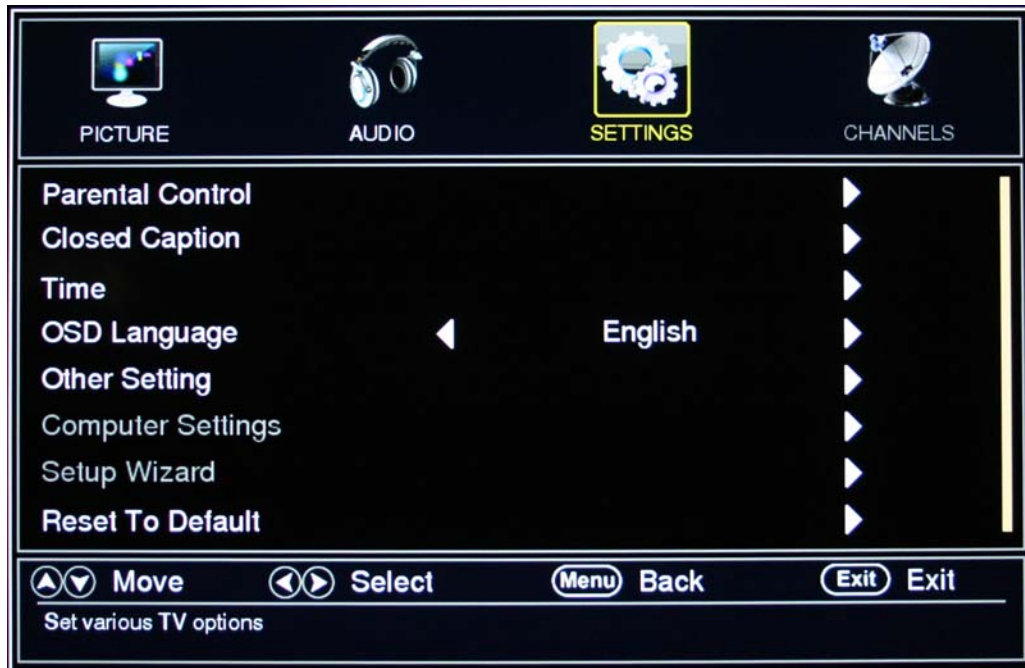 PICTURE AUDIO SETTINGS CHANNELS
Parental Control
Closed Caption
Time
OSD Language English
Other Setting
Computer Settings
Setup Wizard
Reset To Default
Move Select Menu Back Exit Exit
Set various TV options